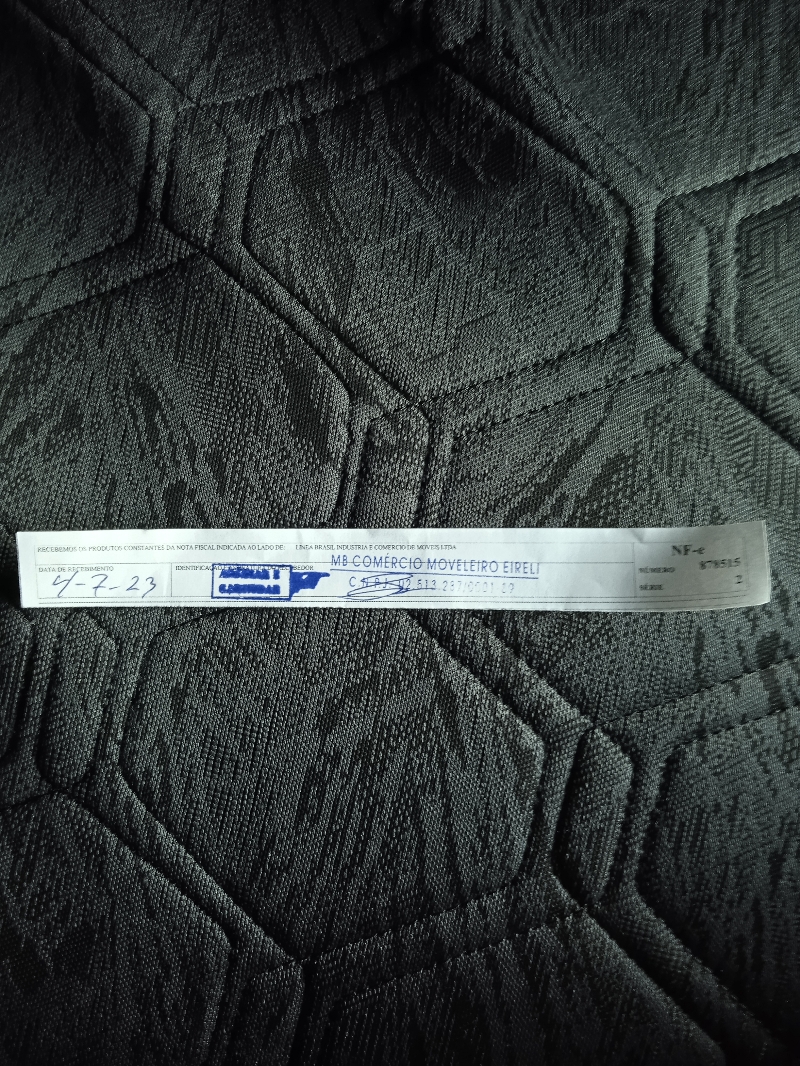 RECEBEMOS OS PRODUTOS CONSTANTES DA NOTA FISCAL INDICADA AO LADO DE: LINEA BRASIL INDUSTRIA E COMERCIO DE MOVEIS LTDA
NF-e
DATA DE RECEBIMENTO
4-7-23
MB COMÉRCIO MOVELEIRO EIRELI
NÚMERO 878515
SÉRIE 2